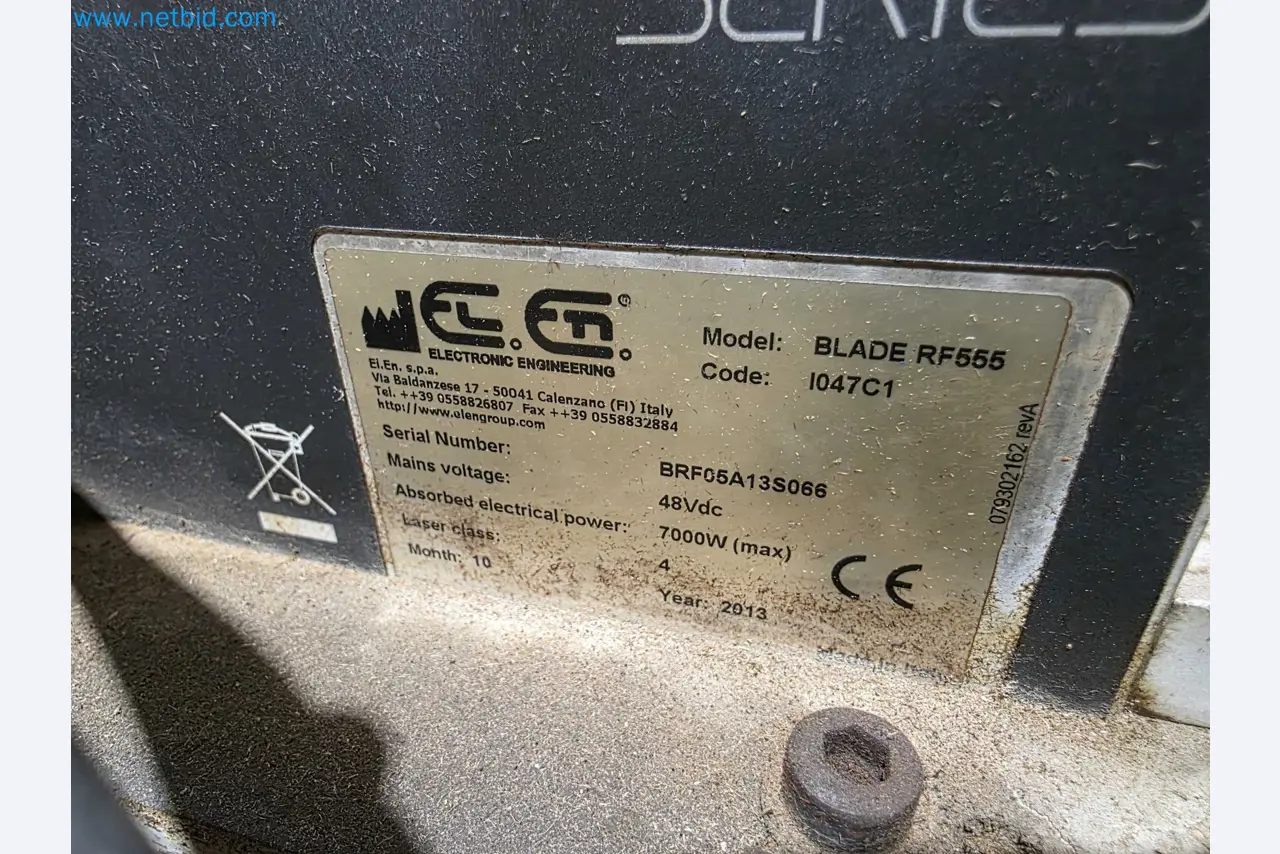 www.netbid.com
SERIES
EL.En.®
ELECTRONIC ENGINEERING
El.En. s.p.a.
Via Baldanzese 17 - 50041 Calenzano (FI) Italy
Tel. ++39 0558826807 Fax ++39 0558832884
http://www.elengroup.com
Model: BLADE RF555
Code: I047C1
Serial Number: BRF05A13S066
Mains voltage: 48Vdc
Absorbed electrical power: 7000W (max)
Laser class: 4
Month: 10 Year: 2013
CE
079302162 revA